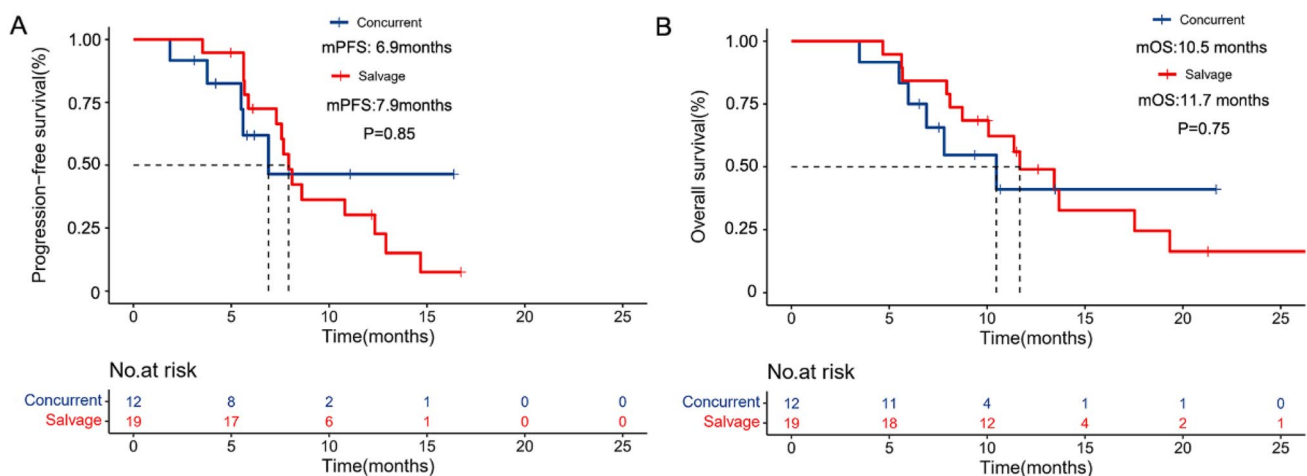 A
Concurrent
mPFS: 6.9months
Salvage
mPFS:7.9months
P=0.85
Progression-free survival(%)
1.00
0.75
0.50
0.25
0
0 5 10 15 20 25
Time(months)
No.at risk
Concurrent 12 8 2 1 0 0
Salvage 19 17 6 1 0 0
0 5 10 15 20 25
Time(months)
B
Concurrent
mOS:10.5 months
Salvage
mOS:11.7 months
P=0.75
Overall survival(%)
1.00
0.75
0.50
0.25
0
0 5 10 15 20 25
Time(months)
No.at risk
Concurrent 12 11 4 1 1 0
Salvage 19 18 12 4 2 1
0 5 10 15 20 25
Time(months)